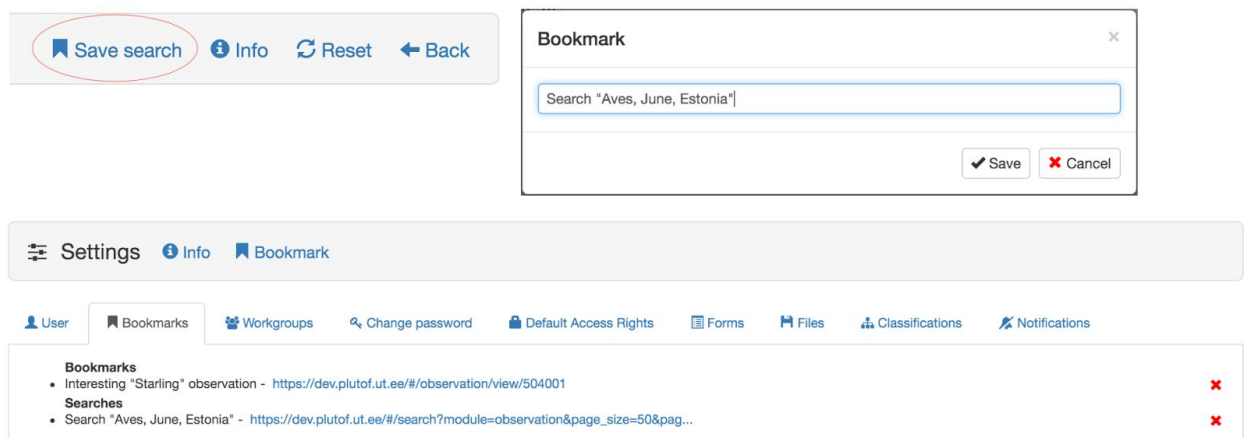 Save search Info Reset Back
Bookmark ×
Search "Aves, June, Estonia"
Save Cancel
Settings Info Bookmark
User Bookmarks Workgroups Change password Default Access Rights Forms Files Classifications Notifications
Bookmarks
• Interesting "Starling" observation - https://dev.plutof.ut.ee/#/observation/view/504001
Searches
• Search "Aves, June, Estonia" - https://dev.plutof.ut.ee/#/search?module=observation&page_size=50&pag...